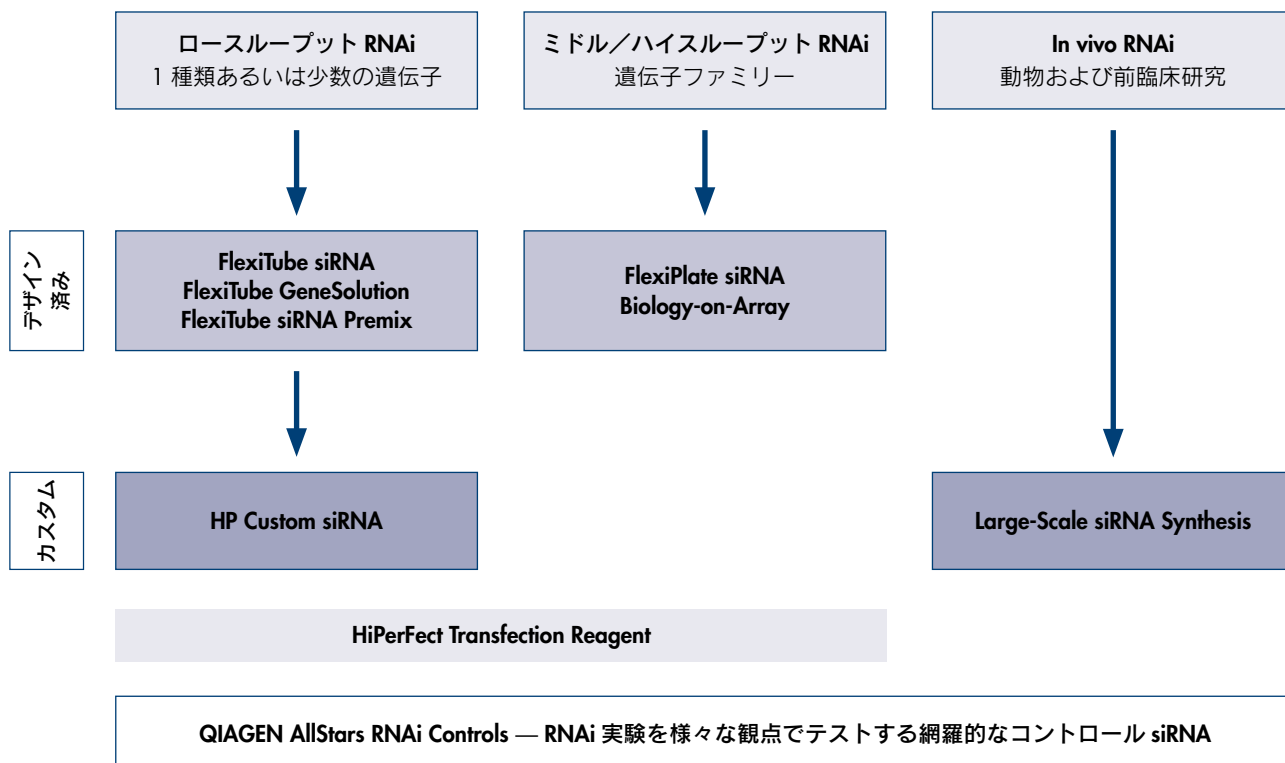 ロースループット RNAi
1 種類あるいは少数の遺伝子
ミドル／ハイスループット RNAi
遺伝子ファミリー
In vivo RNAi
動物および前臨床研究
デザイン
済み
FlexiTube siRNA
FlexiTube GeneSolution
FlexiTube siRNA Premix
FlexiPlate siRNA
Biology-on-Array
カスタム
HP Custom siRNA
Large-Scale siRNA Synthesis
HiPerFect Transfection Reagent
QIAGEN AllStars RNAi Controls — RNAi 実験を様々な観点でテストする網羅的なコントロール siRNA